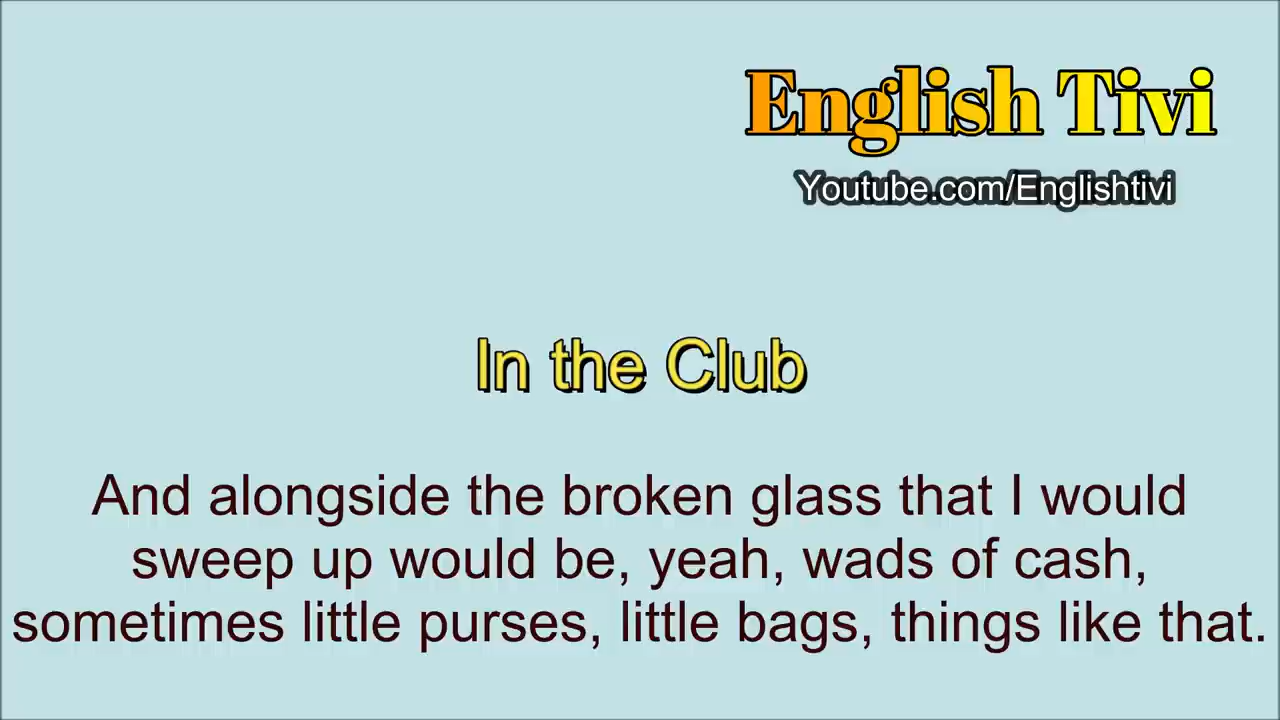 English Tivi
Youtube.com/Englishtivi
In the Club
And alongside the broken glass that I would
sweep up would be, yeah, wads of cash,
sometimes little purses, little bags, things like that.